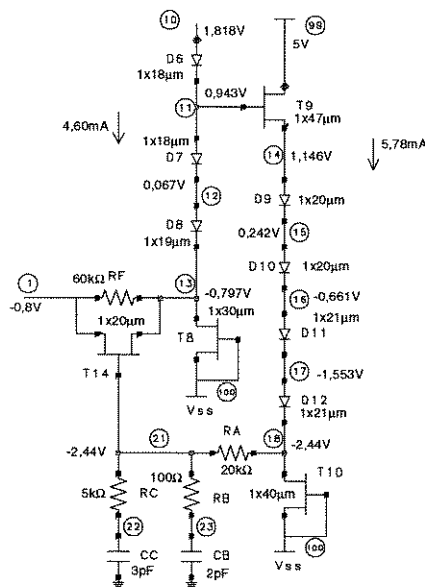 10
1,818V
98
D6
5V
1x18µm
0,943V
11
T9
1x47µm
4,60mA
1x18µm
5,78mA
D7
14
1,146V
0,067V
12
D9
1x20µm
D8
0,242V
15
1x19µm
D10
1x20µm
60kΩ
RF
13
1
-0,797V
16
-0,661V
-0,8V
1x20µm
1x30µm
1x21µm
T8
D11
T14
100
17
-1,553V
Vss
D12
1x21µm
21
RA
18
-2,44V
-2,44V
100Ω
20kΩ
T10
5kΩ
RC
RB
1x40µm
22
23
CC
CB
100
3pF
2pF
Vss